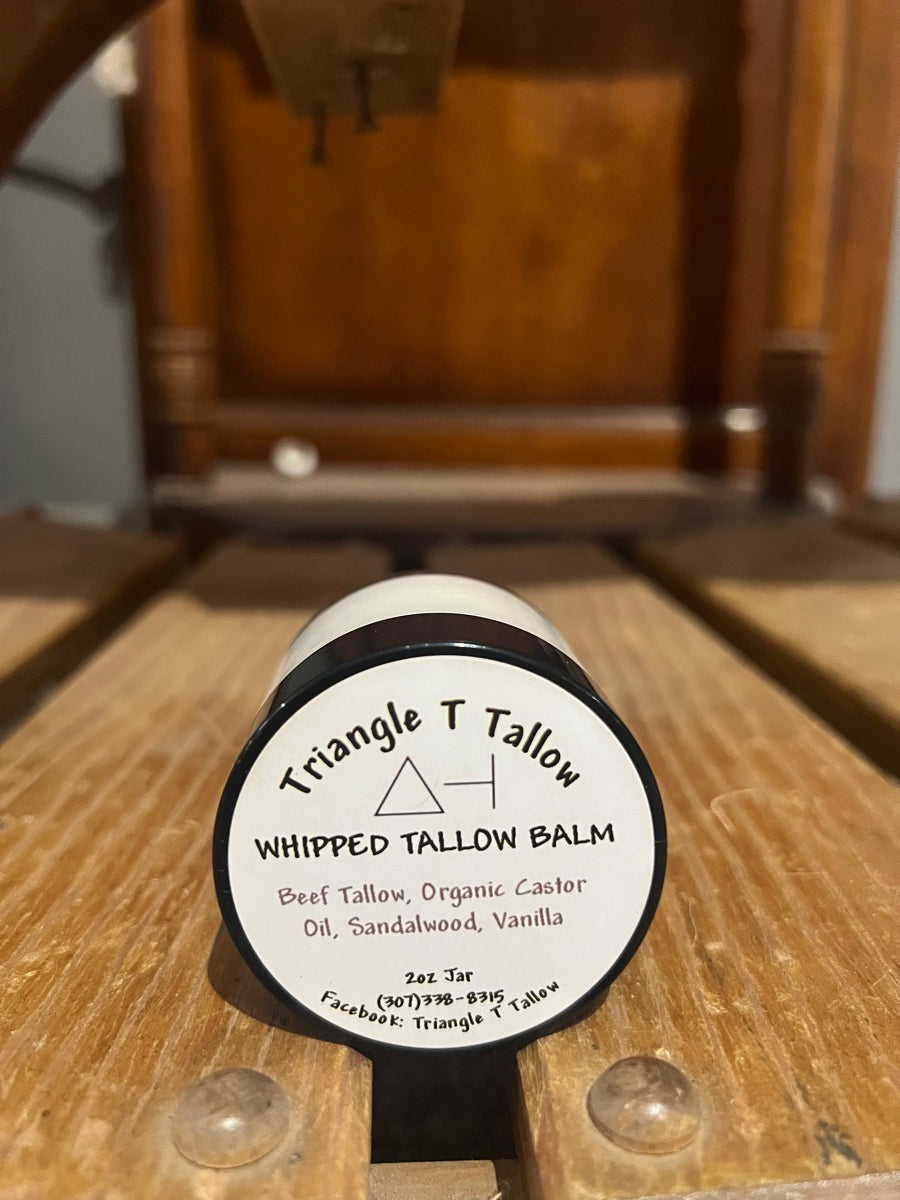 Triangle T Tallow
WHIPPED TALLOW BALM
Beef Tallow, Organic Castor
Oil, Sandalwood, Vanilla
2oz Jar
(307)338-8315
Facebook: Triangle T Tallow